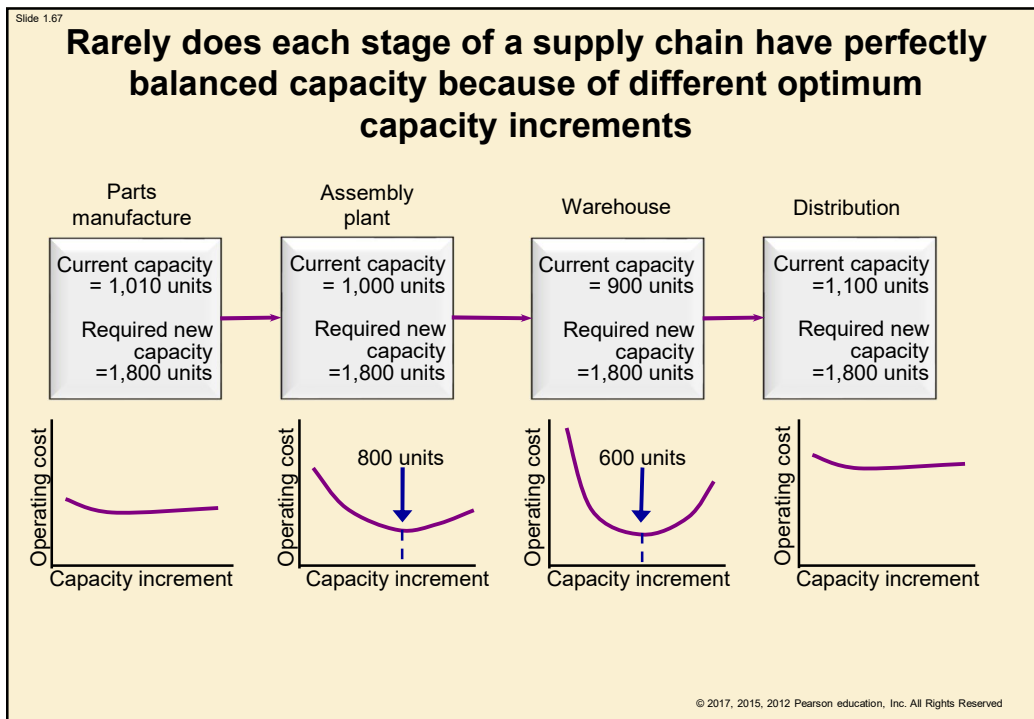 Slide 1.67
Rarely does each stage of a supply chain have perfectly
balanced capacity because of different optimum
capacity increments
Parts
manufacture
Assembly
plant
Warehouse
Distribution
Current capacity
= 1,010 units
Required new
capacity
=1,800 units
Current capacity
= 1,000 units
Required new
capacity
=1,800 units
Current capacity
= 900 units
Required new
capacity
=1,800 units
Current capacity
=1,100 units
Required new
capacity
=1,800 units
Operating cost
Capacity increment
Operating cost
800 units
Capacity increment
Operating cost
600 units
Capacity increment
Operating cost
Capacity increment
© 2017, 2015, 2012 Pearson education, Inc. All Rights Reserved